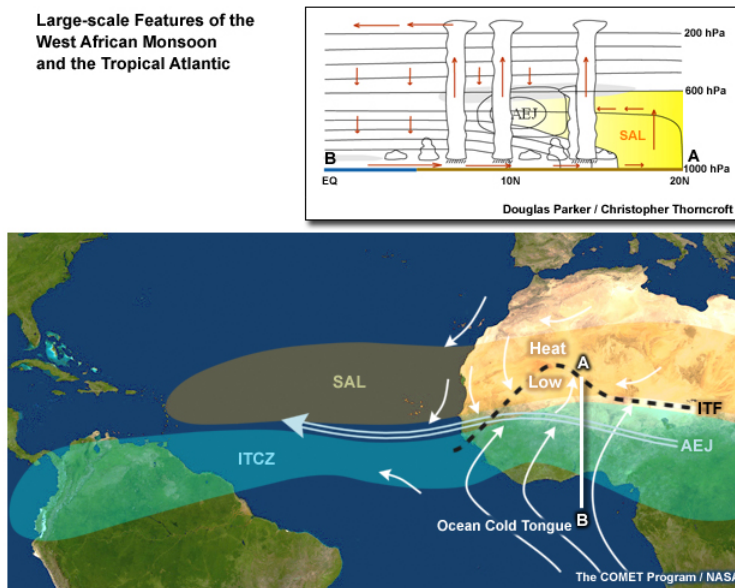 Large-scale Features of the
West African Monsoon
and the Tropical Atlantic
200 hPa
600 hPa
AEJ
SAL
B
A
1000 hPa
EQ
10N
20N
Douglas Parker / Christopher Thorncroft
Heat
A
Low
SAL
ITF
AEJ
ITCZ
Ocean Cold Tongue
B
The COMET Program / NASA